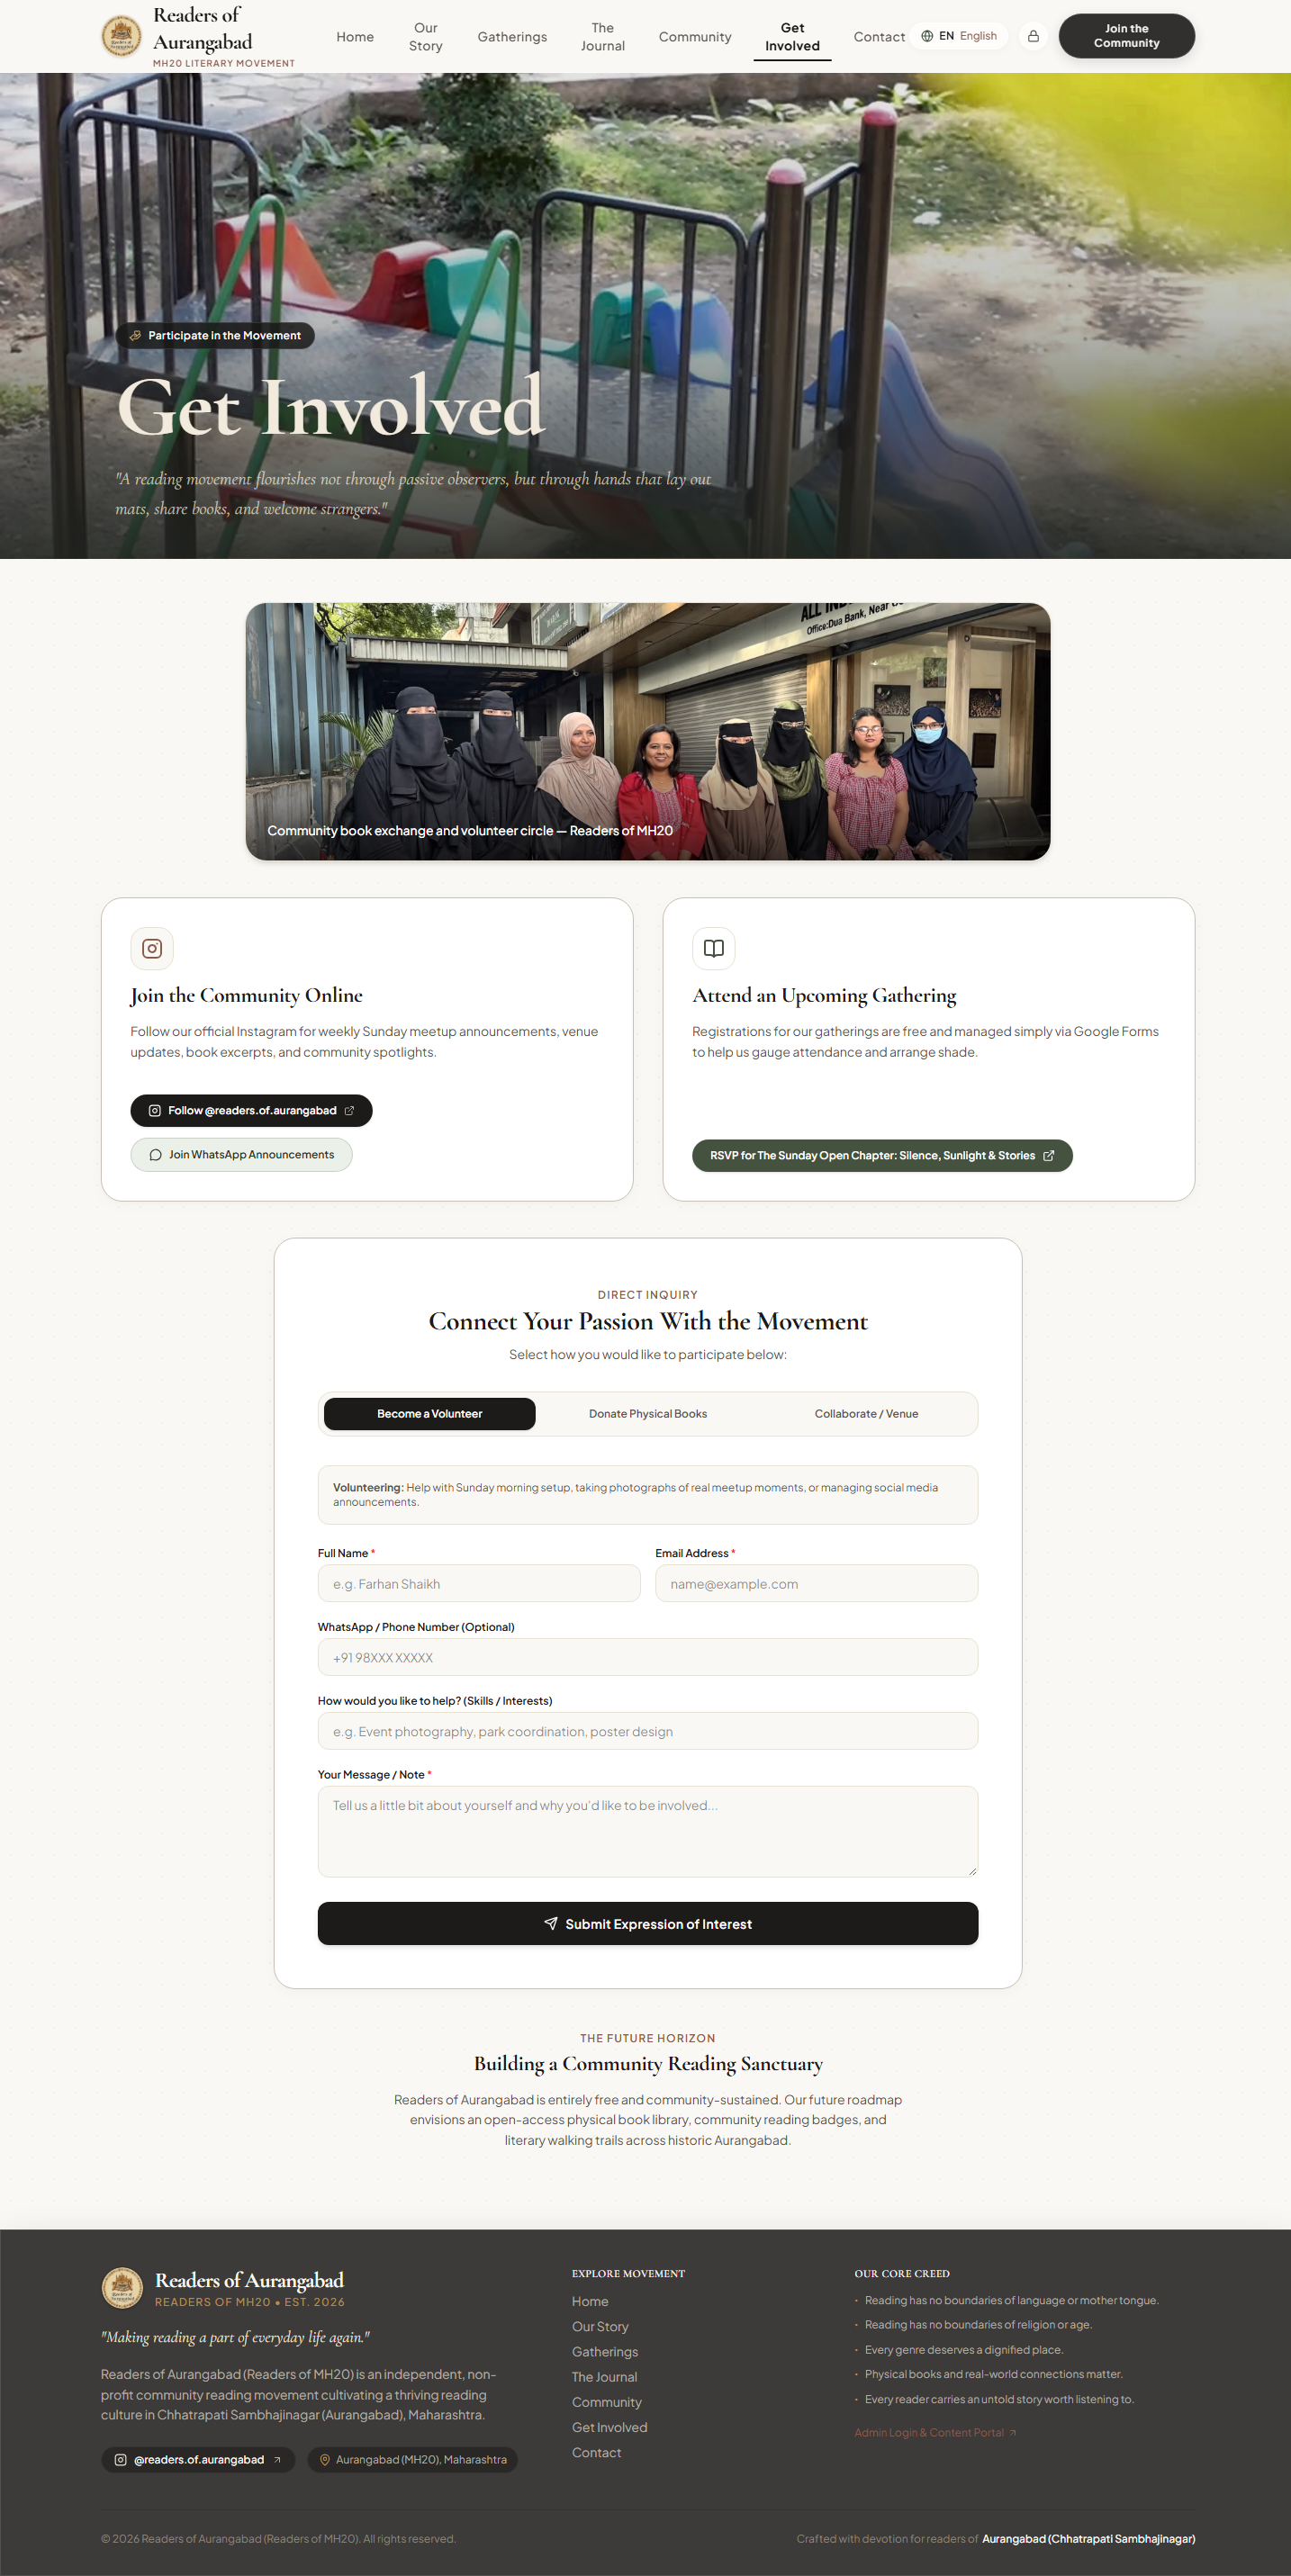 Readers of
Aurangabad
MH20 LITERARY MOVEMENT
Home
Our
Story
Gatherings
The
Journal
Community
Get
Involved
Contact
EN English
Join the
Community
Participate in the Movement
Get Involved
"A reading movement flourishes not through passive observers, but through hands that lay out
mats, share books, and welcome strangers."
Office:Dua Bank, Near
Community book exchange and volunteer circle — Readers of MH20
Join the Community Online
Follow our official Instagram for weekly Sunday meetup announcements, venue
updates, book excerpts, and community spotlights.
Follow @readers.of.aurangabad
Join WhatsApp Announcements
Attend an Upcoming Gathering
Registrations for our gatherings are free and managed simply via Google Forms
to help us gauge attendance and arrange shade.
RSVP for The Sunday Open Chapter: Silence, Sunlight & Stories
DIRECT INQUIRY
Connect Your Passion With the Movement
Select how you would like to participate below:
Become a Volunteer
Donate Physical Books
Collaborate / Venue
Volunteering: Help with Sunday morning setup, taking photographs of real meetup moments, or managing social media
announcements.
Full Name *
Email Address *
e.g. Farhan Shaikh
name@example.com
WhatsApp / Phone Number (Optional)
+91 98XXX XXXXX
How would you like to help? (Skills / Interests)
e.g. Event photography, park coordination, poster design
Your Message / Note *
Tell us a little bit about yourself and why you'd like to be involved...
Submit Expression of Interest
THE FUTURE HORIZON
Building a Community Reading Sanctuary
Readers of Aurangabad is entirely free and community-sustained. Our future roadmap
envisions an open-access physical book library, community reading badges, and
literary walking trails across historic Aurangabad.
Readers of Aurangabad
READERS OF MH20 • EST. 2026
"Making reading a part of everyday life again."
Readers of Aurangabad (Readers of MH20) is an independent, non-
profit community reading movement cultivating a thriving reading
culture in Chhatrapati Sambhajinagar (Aurangabad), Maharashtra.
@readers.of.aurangabad
Aurangabad (MH20), Maharashtra
EXPLORE MOVEMENT
Home
Our Story
Gatherings
The Journal
Community
Get Involved
Contact
OUR CORE CREED
• Reading has no boundaries of language or mother tongue.
• Reading has no boundaries of religion or age.
• Every genre deserves a dignified place.
• Physical books and real-world connections matter.
• Every reader carries an untold story worth listening to.
Admin Login & Content Portal
© 2026 Readers of Aurangabad (Readers of MH20). All rights reserved.
Crafted with devotion for readers of Aurangabad (Chhatrapati Sambhajinagar)